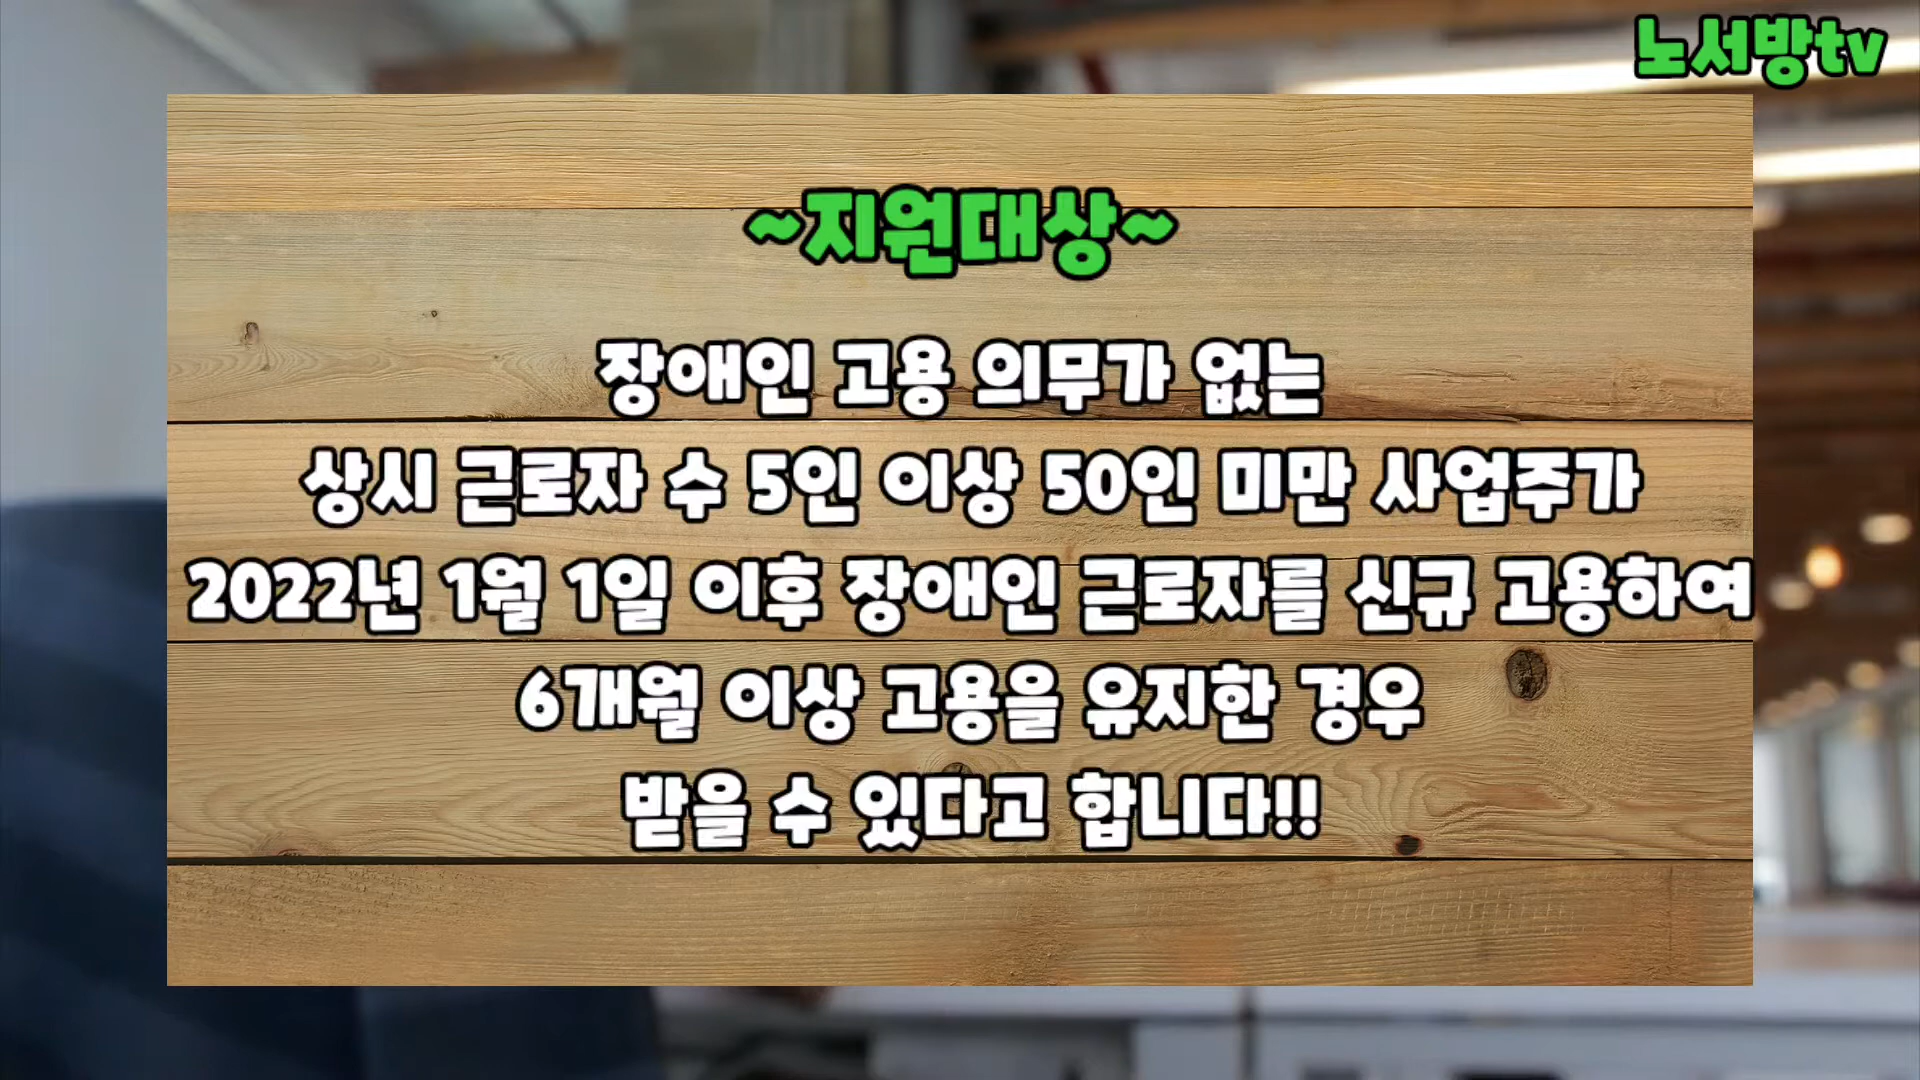 노서방tv
~지원대상~
장애인 고용 의무가 없는
상시 근로자 수 5인 이상 50인 미만 사업주가
2022년 1월 1일 이후 장애인 근로자를 신규 고용하여
6개월 이상 고용을 유지한 경우
받을 수 있다고 합니다!!